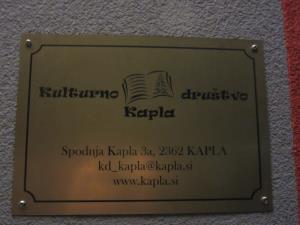 Kulturno društvo
Kapla
Spodnja Kapla 3a, 2362 KAPLA
kd_kapla@kapla.si
www.kapla.si